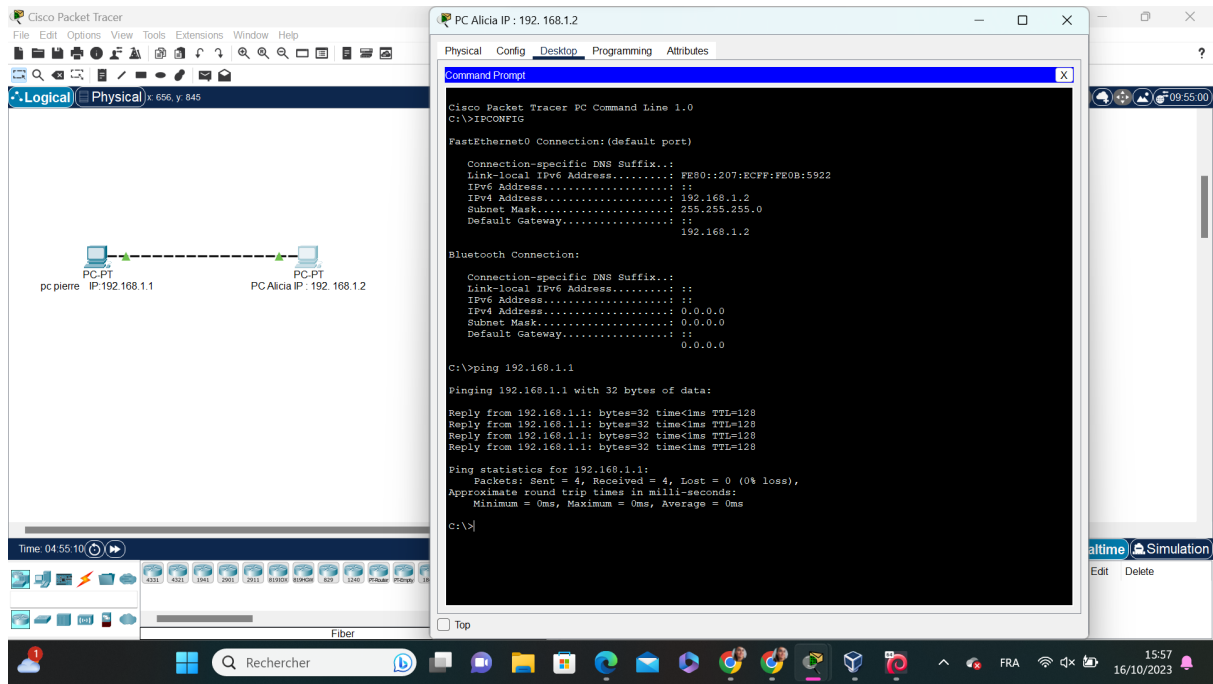 Cisco Packet Tracer
File Edit Options View Tools Extensions Window Help
Logical Physical x: 656, y: 845
PC-PT
pc pierre IP:192.168.1.1
PC-PT
PC Alicia IP : 192. 168.1.2
Time: 04:55:10
4331 4321 1941 2901 2911 819IOX 819HGW 829 1240 PT-Router PT-Empty
Fiber
PC Alicia IP : 192. 168.1.2
Physical Config Desktop Programming Attributes
Command Prompt X
Cisco Packet Tracer PC Command Line 1.0
C:\>IPCONFIG
FastEthernet0 Connection:(default port)
Connection-specific DNS Suffix..:
Link-local IPv6 Address.........: FE80::207:ECFF:FE0B:5922
IPv6 Address....................: ::
IPv4 Address....................: 192.168.1.2
Subnet Mask.....................: 255.255.255.0
Default Gateway.................: ::
192.168.1.2
Bluetooth Connection:
Connection-specific DNS Suffix..:
Link-local IPv6 Address.........: ::
IPv6 Address....................: ::
IPv4 Address....................: 0.0.0.0
Subnet Mask.....................: 0.0.0.0
Default Gateway.................: ::
0.0.0.0
C:\>ping 192.168.1.1
Pinging 192.168.1.1 with 32 bytes of data:
Reply from 192.168.1.1: bytes=32 time<1ms TTL=128
Reply from 192.168.1.1: bytes=32 time<1ms TTL=128
Reply from 192.168.1.1: bytes=32 time<1ms TTL=128
Reply from 192.168.1.1: bytes=32 time<1ms TTL=128
Ping statistics for 192.168.1.1:
Packets: Sent = 4, Received = 4, Lost = 0 (0% loss),
Approximate round trip times in milli-seconds:
Minimum = 0ms, Maximum = 0ms, Average = 0ms
C:\>
Top
?
09:55:00
altime Simulation
Edit Delete
1
Rechercher
FRA
15:57
16/10/2023